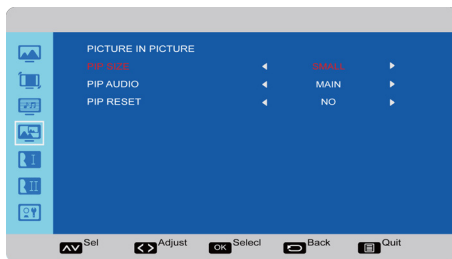 PICTURE IN PICTURE
PIP SIZE SMALL
PIP AUDIO MAIN
PIP RESET NO
Sel Adjust OK Selecl Back Quit